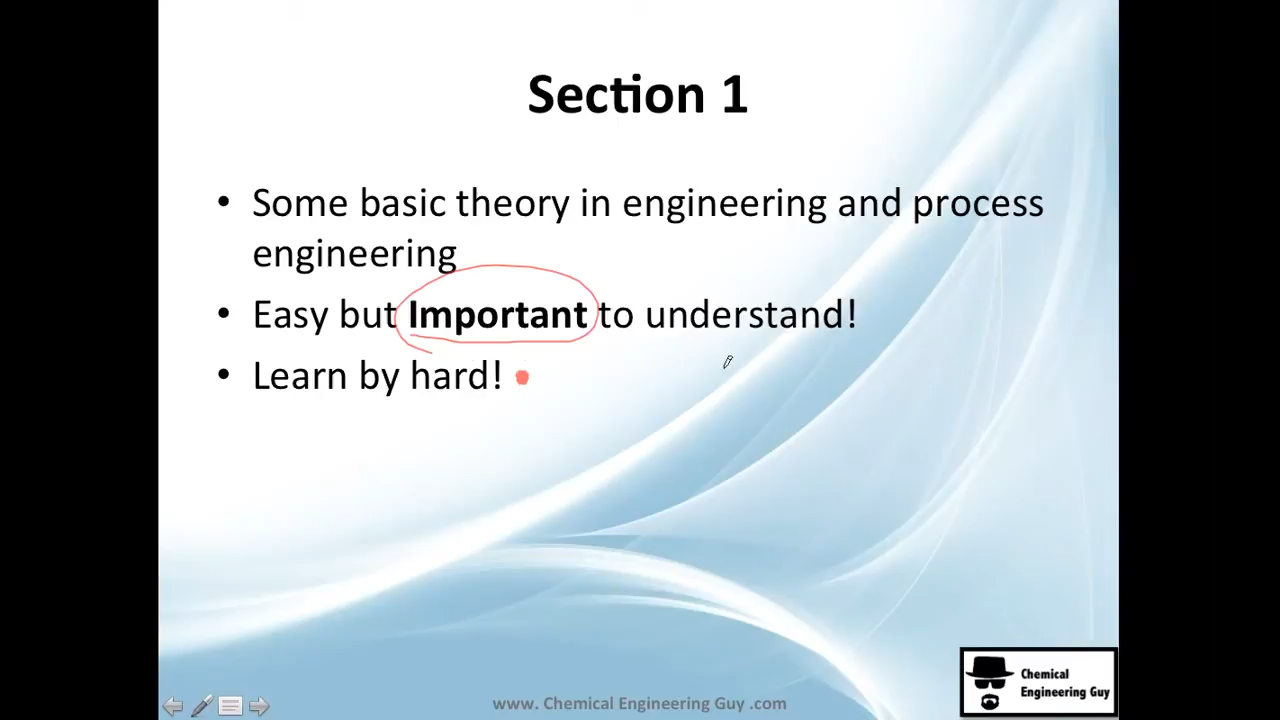 Section 1
• Some basic theory in engineering and process
engineering
• Easy but Important to understand!
• Learn by hard!
www. Chemical Engineering Guy .com
Chemical
Engineering Guy